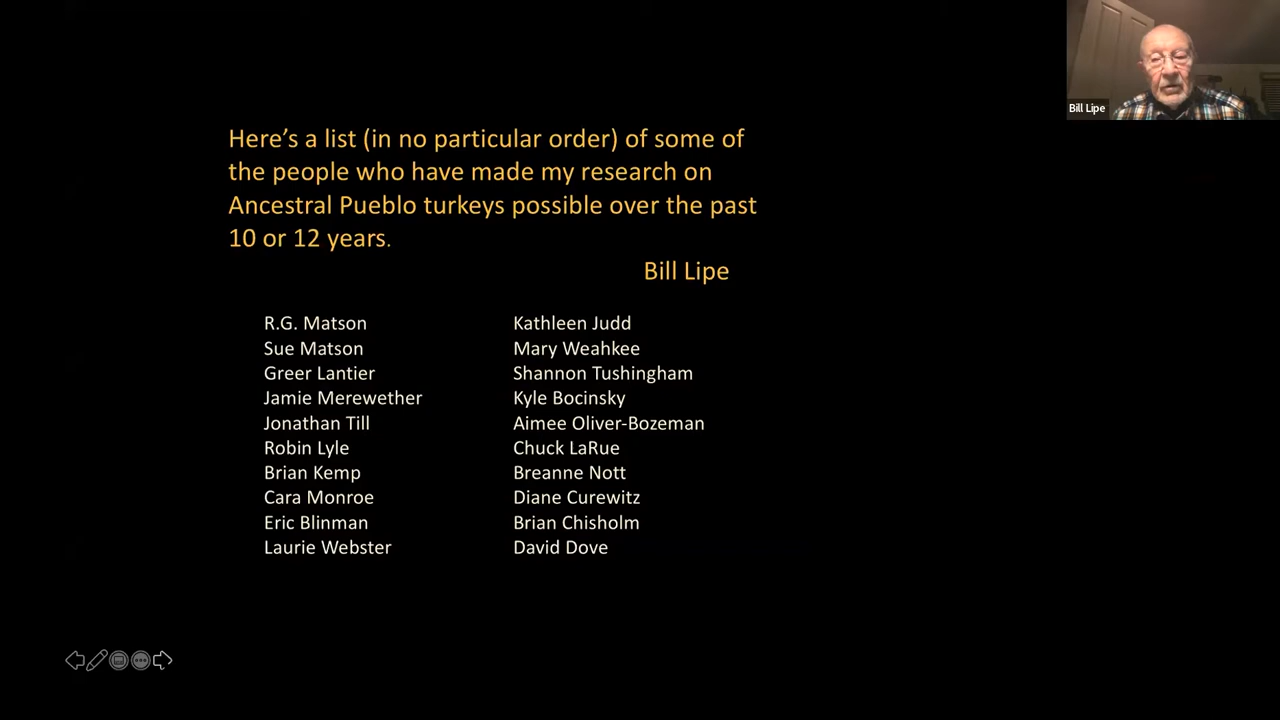 Bill Lipe
Here's a list (in no particular order) of some of
the people who have made my research on
Ancestral Pueblo turkeys possible over the past
10 or 12 years.
Bill Lipe
R.G. Matson
Sue Matson
Greer Lantier
Jamie Merewether
Jonathan Till
Robin Lyle
Brian Kemp
Cara Monroe
Eric Blinman
Laurie Webster
Kathleen Judd
Mary Weahkee
Shannon Tushingham
Kyle Bocinsky
Aimee Oliver-Bozeman
Chuck LaRue
Breanne Nott
Diane Curewitz
Brian Chisholm
David Dove